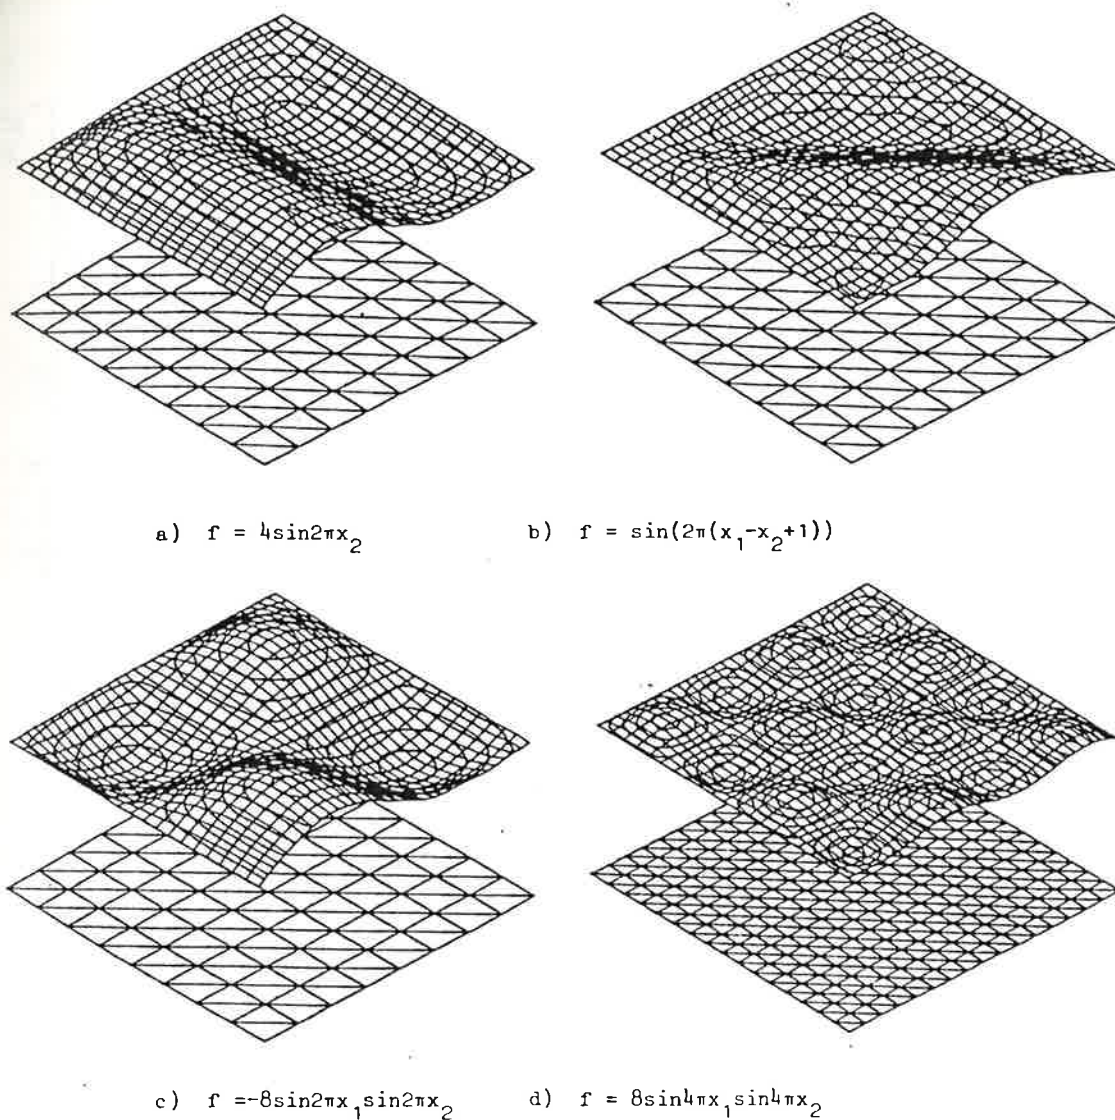 a) f = 4sin2πx₂
b) f = sin(2π(x₁-x₂+1))
c) f =-8sin2πx₁sin2πx₂
d) f = 8sin4πx₁sin4πx₂